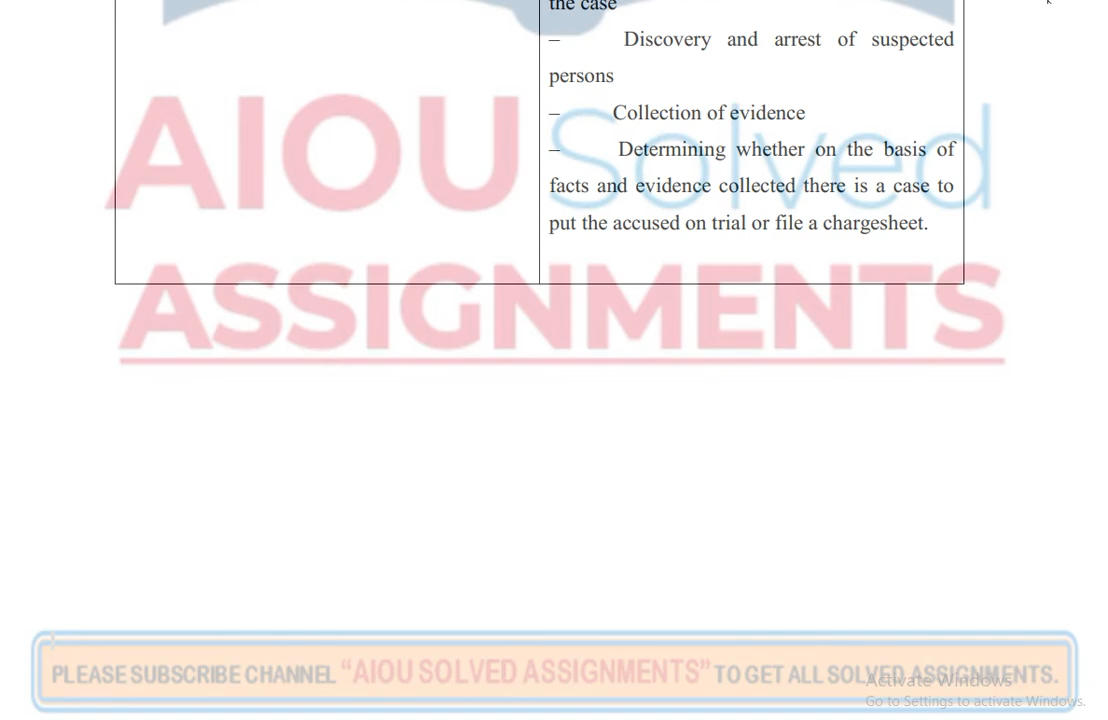 the case
– Discovery and arrest of suspected
persons
– Collection of evidence
– Determining whether on the basis of
facts and evidence collected there is a case to
put the accused on trial or file a chargesheet.
AIOU Solved
ASSIGNMENTS
PLEASE SUBSCRIBE CHANNEL “AIOU SOLVED ASSIGNMENTS” TO GET ALL SOLVED ASSIGNMENTS.
Activate Windows
Go to Settings to activate Windows.